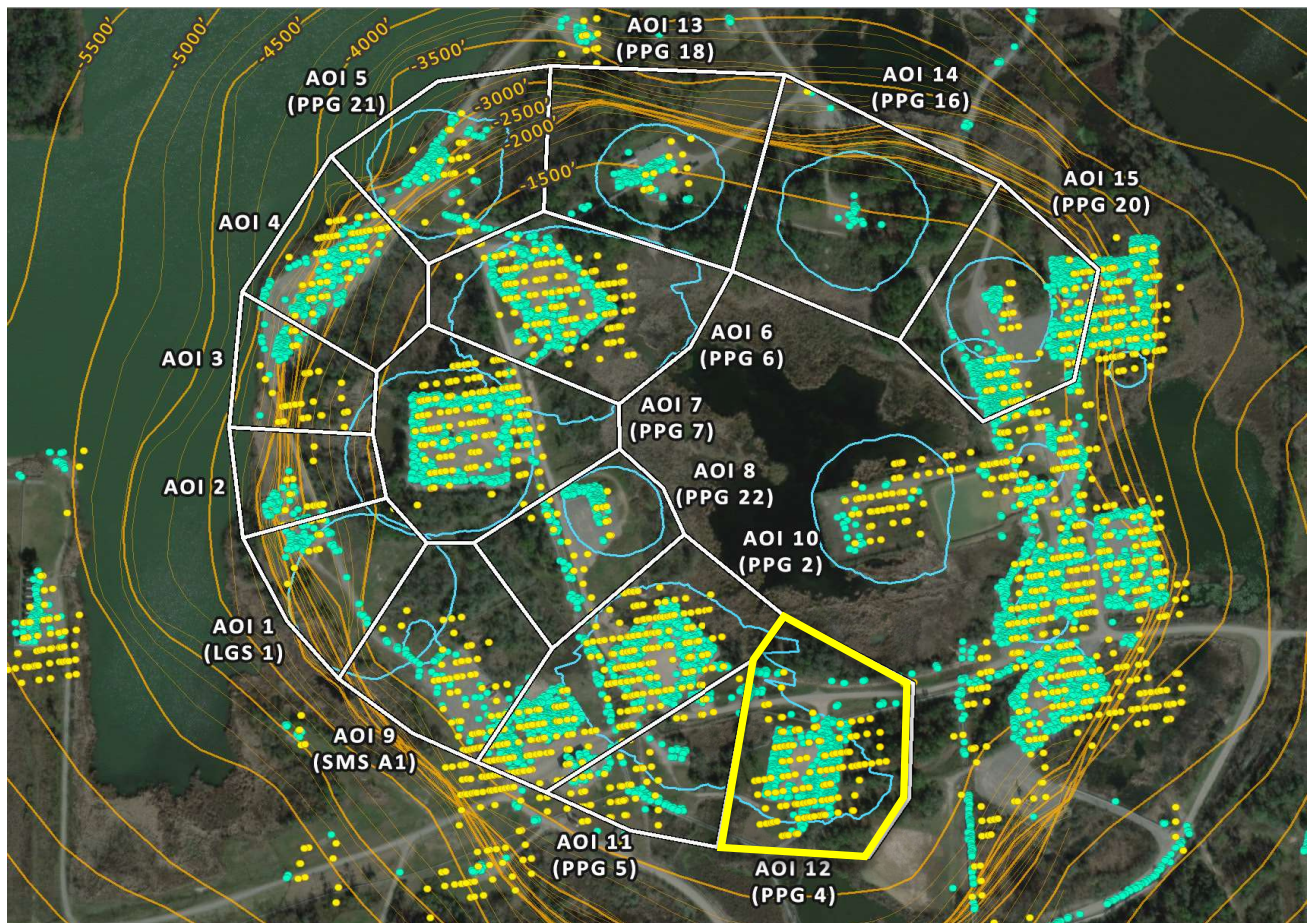 -5500'
-5000'
-4500'
-4000'
-3500'
-3000'
-2500'
-2000'
-1500'
AOI 13
(PPG 18)
AOI 5
(PPG 21)
AOI 14
(PPG 16)
AOI 15
(PPG 20)
AOI 4
AOI 3
AOI 6
(PPG 6)
AOI 7
(PPG 7)
AOI 8
(PPG 22)
AOI 2
AOI 10
(PPG 2)
AOI 1
(LGS 1)
AOI 9
(SMS A1)
AOI 11
(PPG 5)
AOI 12
(PPG 4)